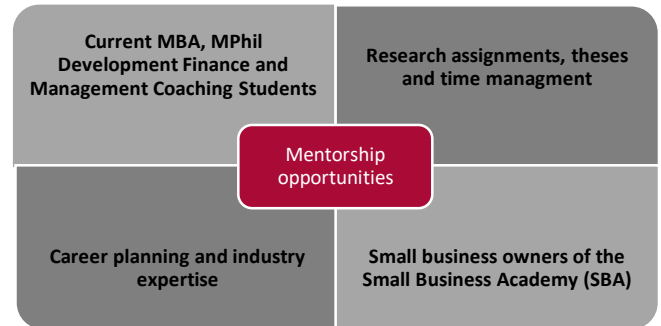 Current MBA, MPhil
Development Finance and
Management Coaching Students
Research assignments, theses
and time managment
Mentorship
opportunities
Career planning and industry
expertise
Small business owners of the
Small Business Academy (SBA)